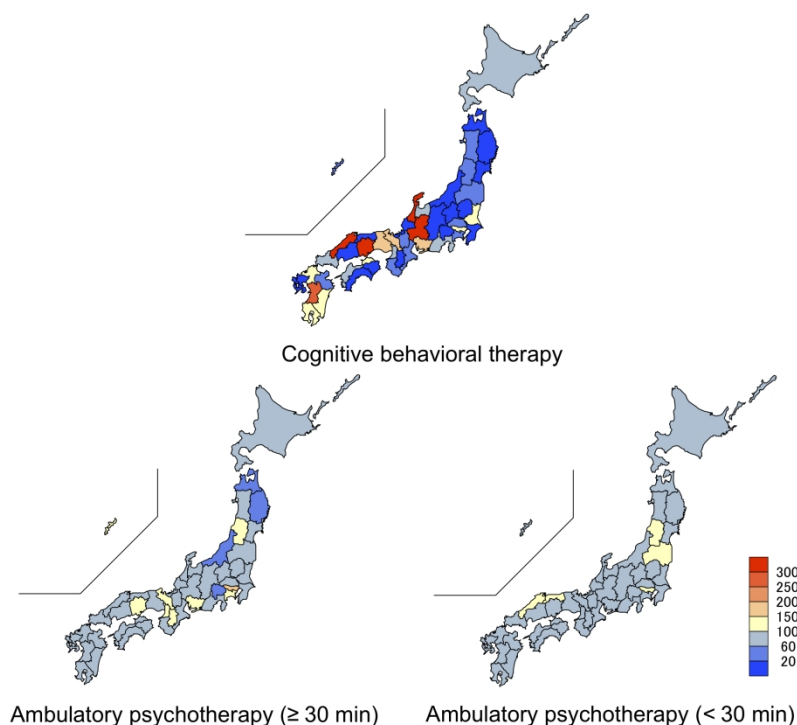 Cognitive behavioral therapy
300
250
200
150
100
60
20
Ambulatory psychotherapy (≥ 30 min)
Ambulatory psychotherapy (< 30 min)